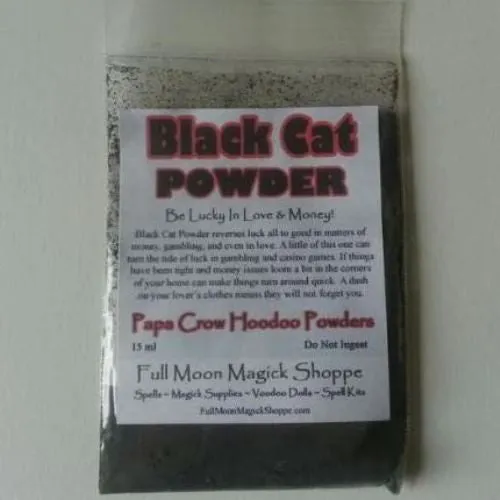 Black Cat
POWDER
Be Lucky In Love & Money!
Black Cat Powder reverses luck all to good in matters of
money, gambling, and even in love. A little of this one can
turn the tide of luck in gambling and casino games. If things
have been tight and money issues loom a bit in the corners
of your home can make things turn around quick. A dash
on your lover's clothes means they will not forget you.
Papa Crow Hoodoo Powders
15 ml Do Not Ingest
Full Moon Magick Shoppe
Spells ~ Magick Supplies ~ Voodoo Dolls ~ Spell Kits
FullMoonMagickShoppe.com